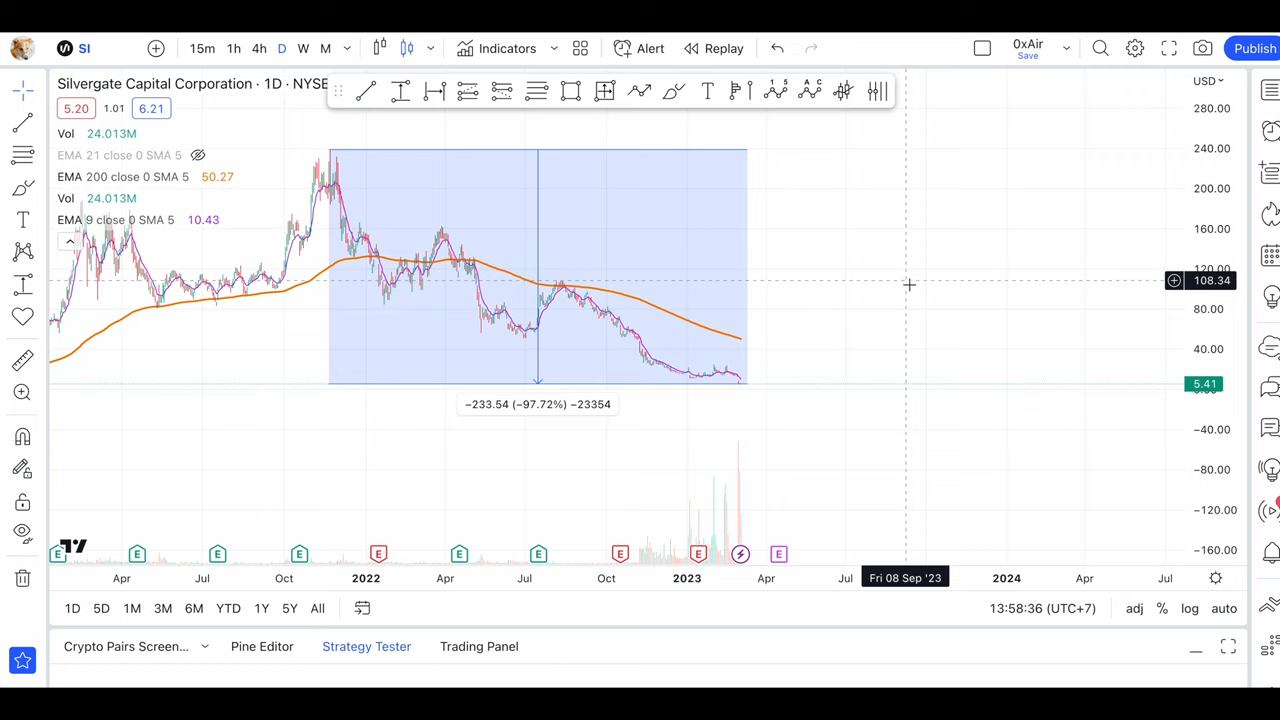 SI
15m 1h 4h D W M
Indicators
Alert
Replay
0xAir
Save
Publish
Silvergate Capital Corporation · 1D · NYSE
USD
5.20 1.01 6.21
Vol 24.013M
EMA 21 close 0 SMA 5
EMA 200 close 0 SMA 5 50.27
Vol 24.013M
EMA 9 close 0 SMA 5 10.43
280.00
240.00
200.00
160.00
120.00
108.34
80.00
40.00
5.41
−40.00
−80.00
−120.00
−160.00
−233.54 (−97.72%) −23354
E E E E E E E E E E
Apr Jul Oct 2022 Apr Jul Oct 2023 Apr Jul Fri 08 Sep '23 2024 Apr Jul
1D 5D 1M 3M 6M YTD 1Y 5Y All
13:58:36 (UTC+7) adj % log auto
Crypto Pairs Screen... Pine Editor Strategy Tester Trading Panel